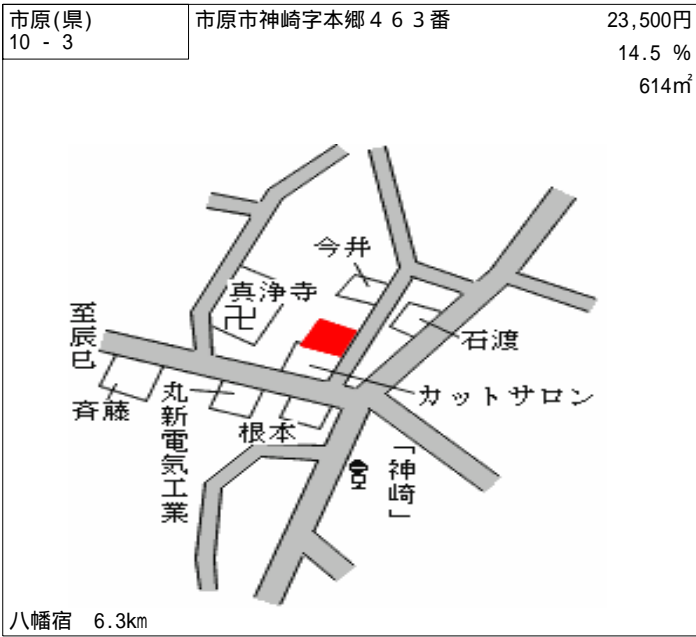 市原(県)
10 - 3
市原市神崎字本郷４６３番
23,500円
14.5 %
614㎡
今井
真浄寺
至辰巳
石渡
カットサロン
斉藤
丸新電気工業
根本
「神崎」
八幡宿 6.3km